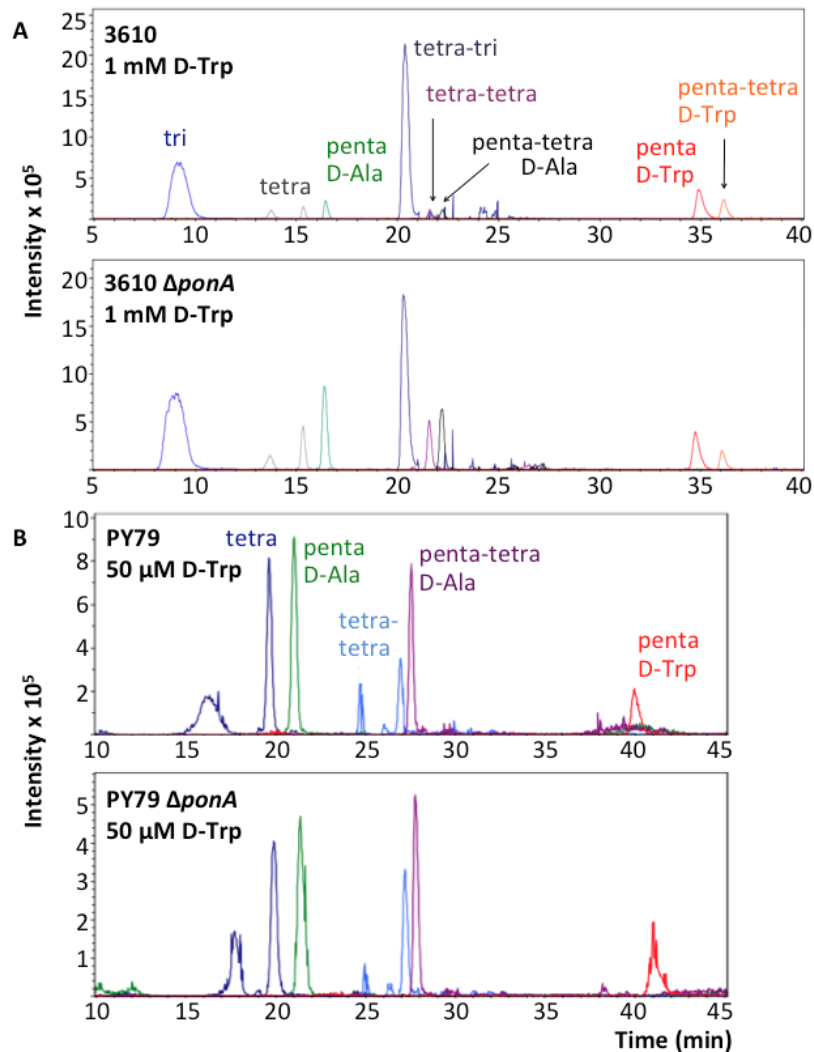 A
3610
1 mM D-Trp
tri
tetra
penta
D-Ala
tetra-tri
tetra-tetra
penta-tetra
D-Ala
penta
D-Trp
penta-tetra
D-Trp
25
20
15
10
5
5 10 15 20 25 30 35 40
3610 ΔponA
1 mM D-Trp
20
15
10
5
5 10 15 20 25 30 35 40
Intensity x 10⁵
B
PY79
50 µM D-Trp
tetra
penta
D-Ala
tetra-
tetra
penta-tetra
D-Ala
penta
D-Trp
10
8
6
4
2
10 15 20 25 30 35 40 45
PY79 ΔponA
50 µM D-Trp
5
4
3
2
1
10 15 20 25 30 35 40 45
Intensity x 10⁵
Time (min)